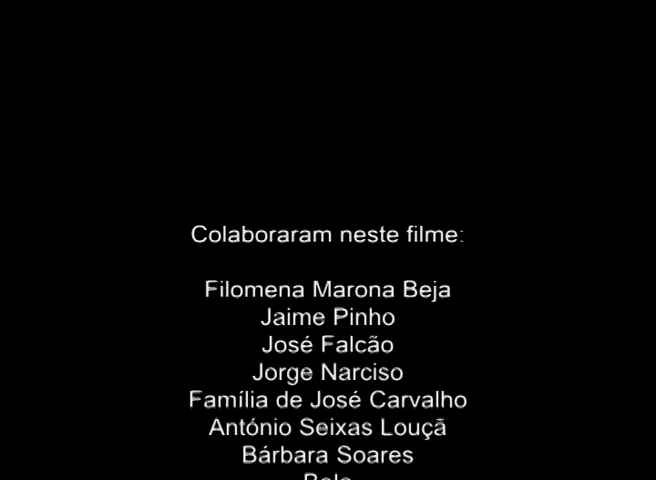 Colaboraram neste filme:
Filomena Marona Beja
Jaime Pinho
José Falcão
Jorge Narciso
Família de José Carvalho
António Seixas Louçã
Bárbara Soares